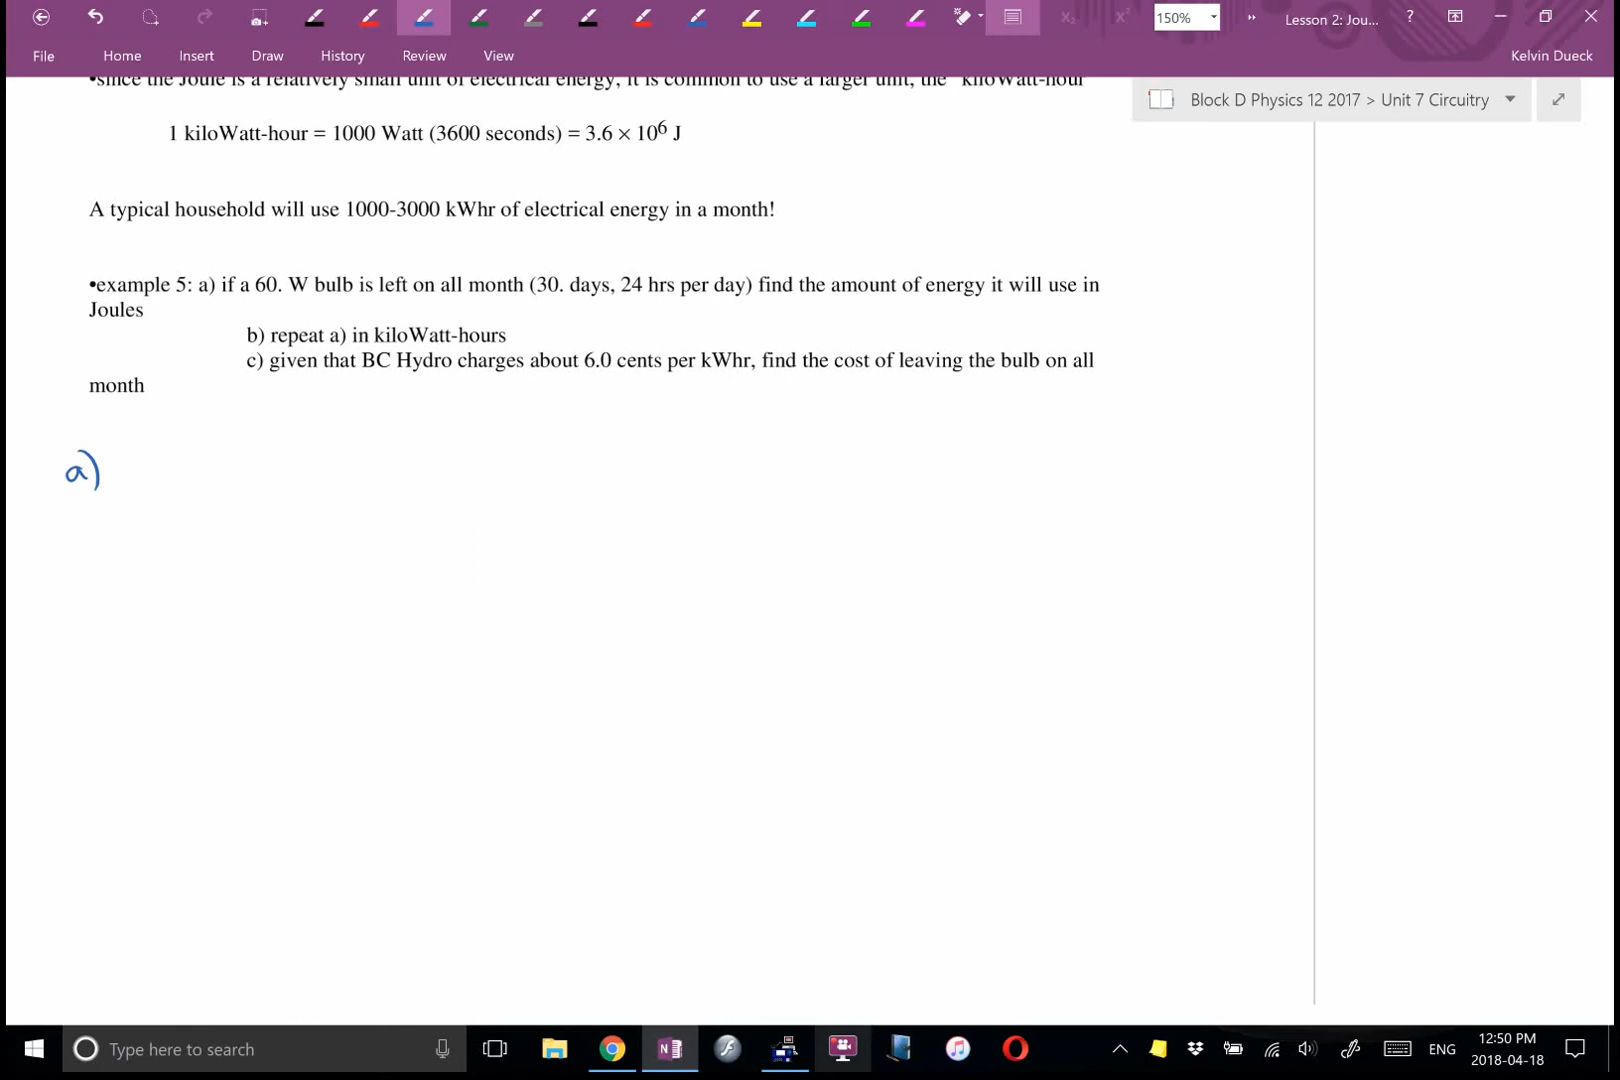 150%
Lesson 2: Jou...
?
File
Home
Insert
Draw
History
Review
View
Kelvin Dueck
•since the Joule is a relatively small unit of electrical energy, it is common to use a larger unit, the "kiloWatt-hour"
Block D Physics 12 2017 > Unit 7 Circuitry
1 kiloWatt-hour = 1000 Watt (3600 seconds) = 3.6 × 10⁶ J
A typical household will use 1000-3000 kWhr of electrical energy in a month!
•example 5: a) if a 60. W bulb is left on all month (30. days, 24 hrs per day) find the amount of energy it will use in
Joules
b) repeat a) in kiloWatt-hours
c) given that BC Hydro charges about 6.0 cents per kWhr, find the cost of leaving the bulb on all
month
a)
Type here to search
ENG
12:50 PM
2018-04-18